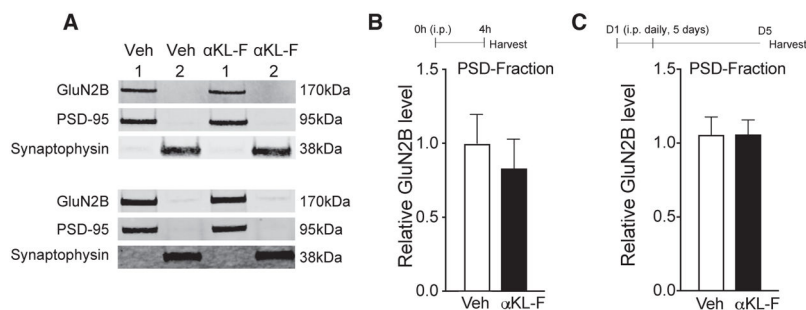 A
Veh Veh αKL-F αKL-F
1 2 1 2
GluN2B 170kDa
PSD-95 95kDa
Synaptophysin 38kDa
GluN2B 170kDa
PSD-95 95kDa
Synaptophysin 38kDa
B
0h (i.p.) 4h
Harvest
PSD-Fraction
Relative GluN2B level
1.5
1.0
0.5
0.0
Veh αKL-F
C
D1 (i.p. daily, 5 days) D5
Harvest
PSD-Fraction
Relative GluN2B level
1.5
1.0
0.5
0.0
Veh αKL-F